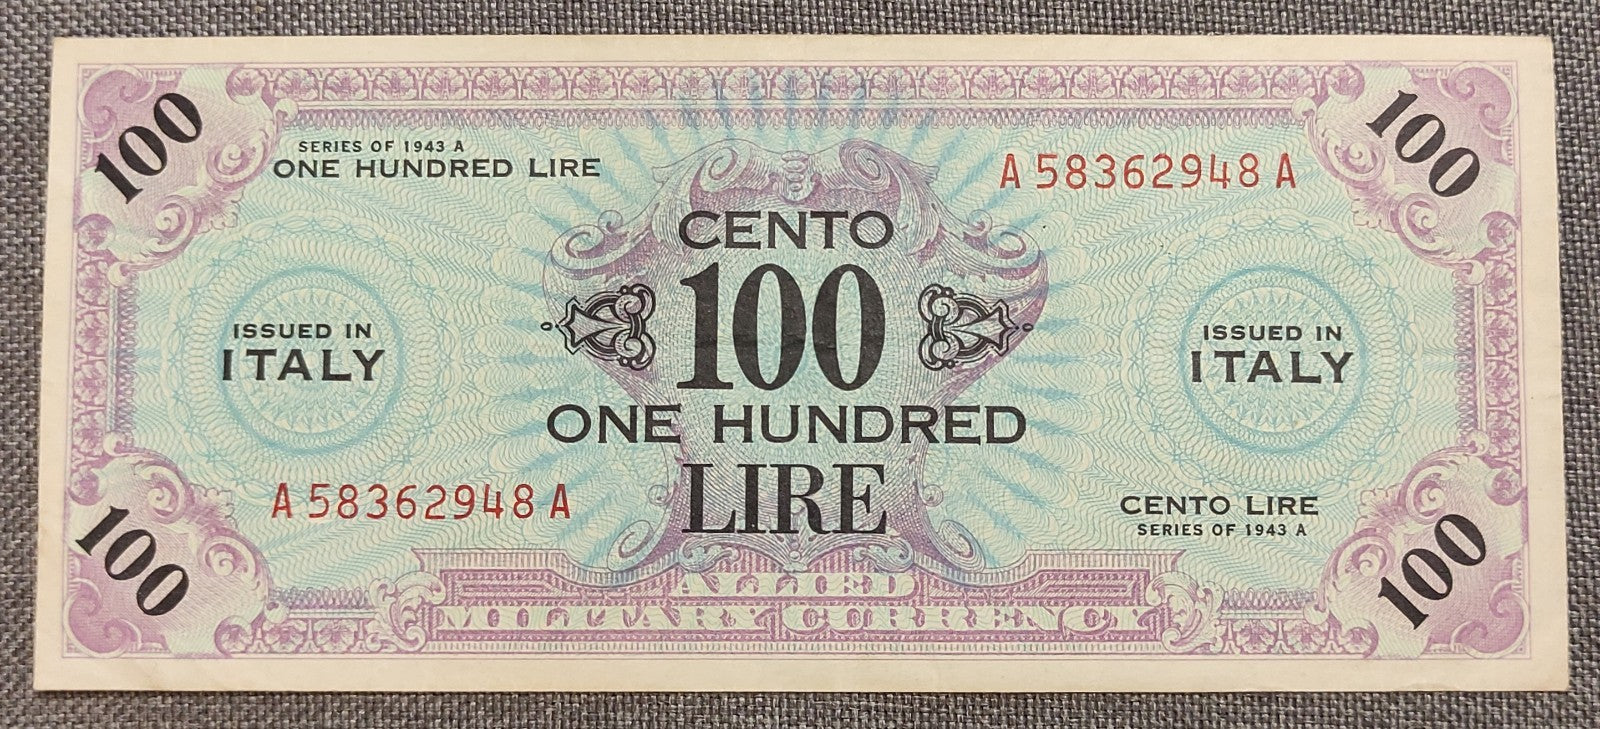 100
100
SERIES OF 1943 A
ONE HUNDRED LIRE
A 58362948 A
CENTO
100
ISSUED IN
ITALY
ISSUED IN
ITALY
ONE HUNDRED
LIRE
A 58362948 A
CENTO LIRE
SERIES OF 1943 A
100
100
ALLIED
MILITARY CURRENCY